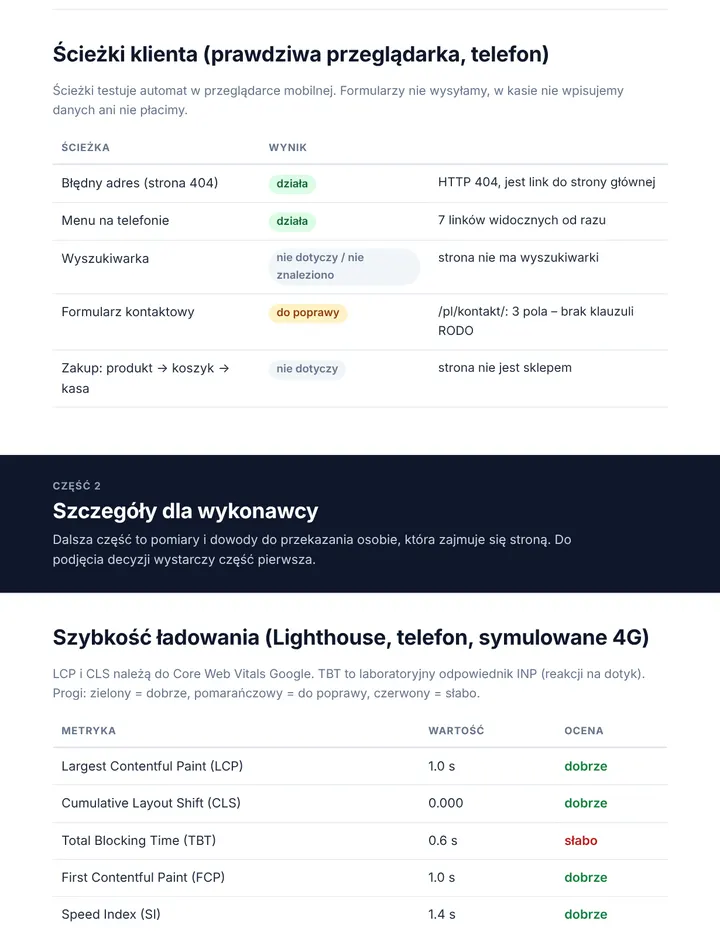 Ścieżki klienta (prawdziwa przeglądarka, telefon)
Ścieżki testuje automat w przeglądarce mobilnej. Formularzy nie wysyłamy, w kasie nie wpisujemy
danych ani nie płacimy.
ŚCIEŻKA WYNIK
Błędny adres (strona 404) działa HTTP 404, jest link do strony głównej
Menu na telefonie działa 7 linków widocznych od razu
Wyszukiwarka nie dotyczy / nie strona nie ma wyszukiwarki
znaleziono
Formularz kontaktowy do poprawy /pl/kontakt/: 3 pola – brak klauzuli
RODO
Zakup: produkt → koszyk → nie dotyczy strona nie jest sklepem
kasa
CZĘŚĆ 2
Szczegóły dla wykonawcy
Dalsza część to pomiary i dowody do przekazania osobie, która zajmuje się stroną. Do
podjęcia decyzji wystarczy część pierwsza.
Szybkość ładowania (Lighthouse, telefon, symulowane 4G)
LCP i CLS należą do Core Web Vitals Google. TBT to laboratoryjny odpowiednik INP (reakcji na dotyk).
Progi: zielony = dobrze, pomarańczowy = do poprawy, czerwony = słabo.
METRYKA WARTOŚĆ OCENA
Largest Contentful Paint (LCP) 1.0 s dobrze
Cumulative Layout Shift (CLS) 0.000 dobrze
Total Blocking Time (TBT) 0.6 s słabo
First Contentful Paint (FCP) 1.0 s dobrze
Speed Index (SI) 1.4 s dobrze